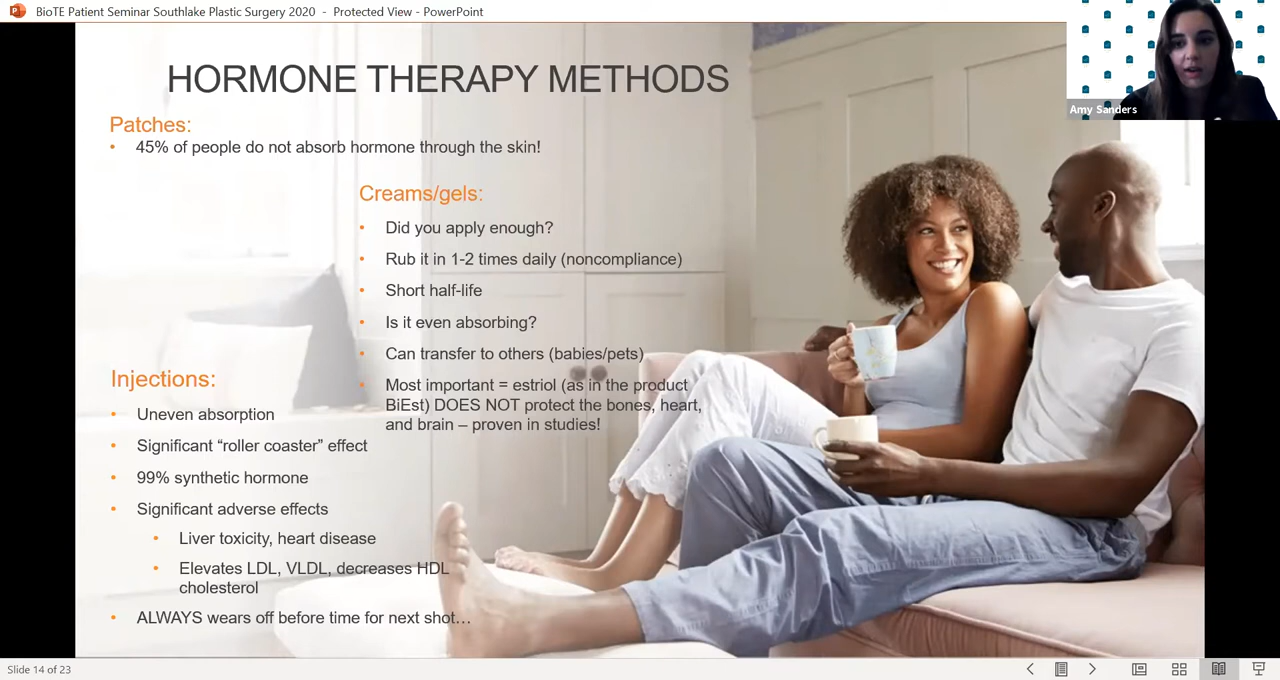 BioTE Patient Seminar Southlake Plastic Surgery 2020 - Protected View - PowerPoint
Amy Sanders
HORMONE THERAPY METHODS
Patches:
• 45% of people do not absorb hormone through the skin!
Creams/gels:
• Did you apply enough?
• Rub it in 1-2 times daily (noncompliance)
• Short half-life
• Is it even absorbing?
• Can transfer to others (babies/pets)
• Most important = estriol (as in the product
BiEst) DOES NOT protect the bones, heart,
and brain – proven in studies!
Injections:
• Uneven absorption
• Significant “roller coaster” effect
• 99% synthetic hormone
• Significant adverse effects
• Liver toxicity, heart disease
• Elevates LDL, VLDL, decreases HDL
cholesterol
• ALWAYS wears off before time for next shot…
Slide 14 of 23